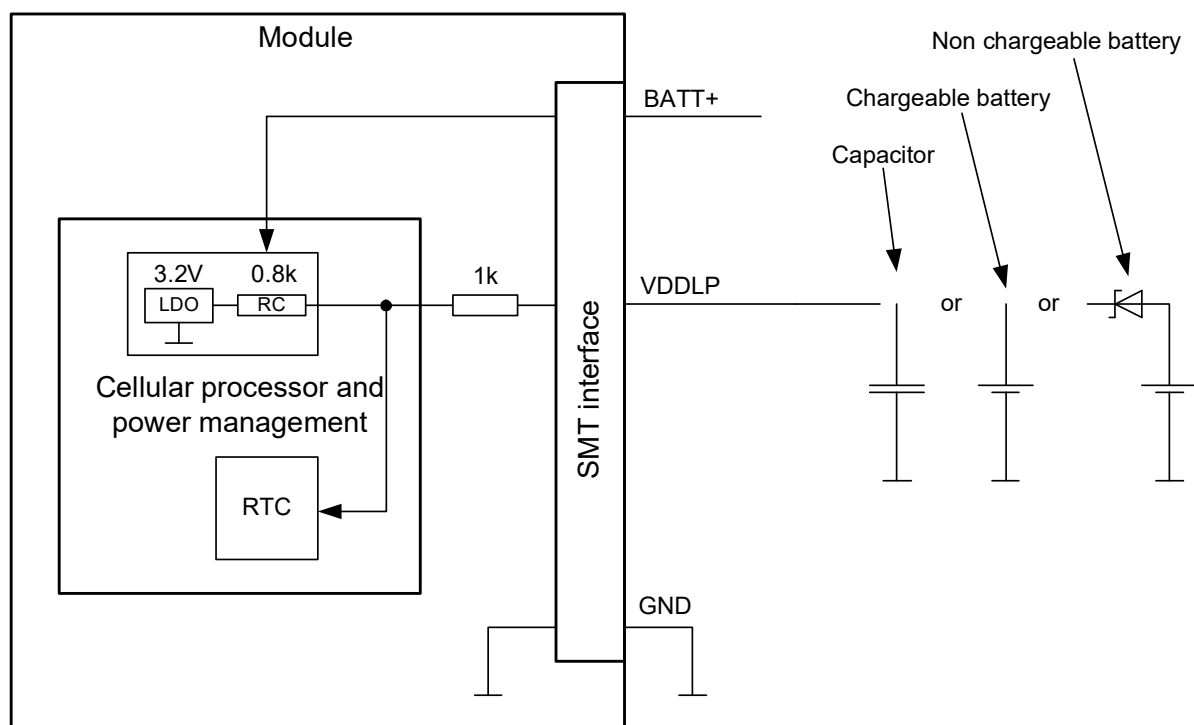 Module
Non chargeable battery
BATT+
Chargeable battery
Capacitor
3.2V
0.8k
1k
VDDLP
LDO
RC
or
or
Cellular processor and
power management
SMT interface
RTC
GND